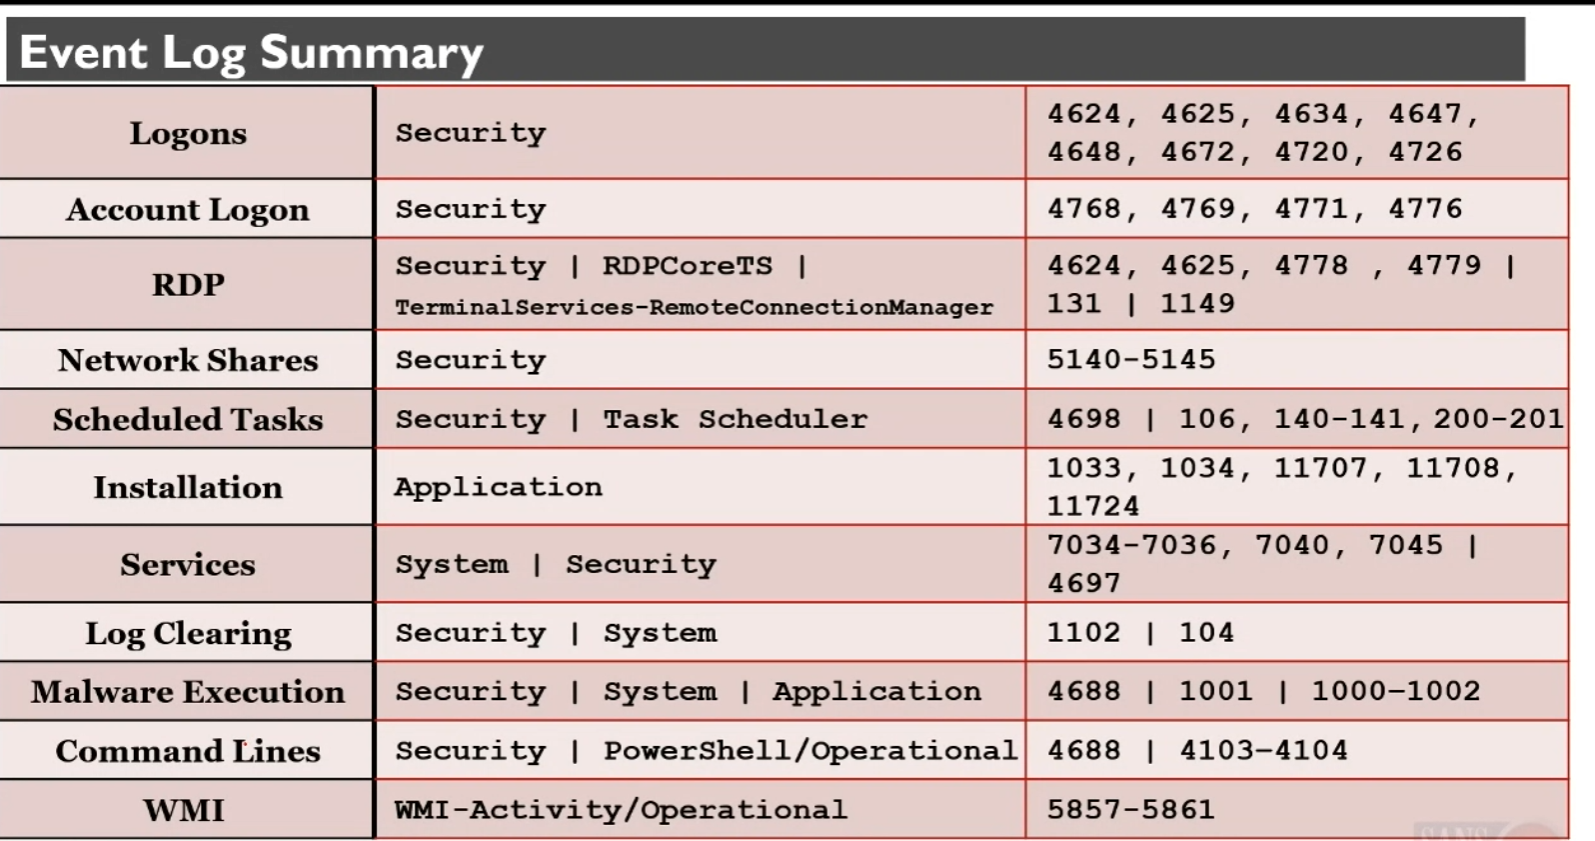 Event Log Summary
Logons
Security
4624, 4625, 4634, 4647,
4648, 4672, 4720, 4726
Account Logon
Security
4768, 4769, 4771, 4776
RDP
Security | RDPCoreTS |
TerminalServices-RemoteConnectionManager
4624, 4625, 4778 , 4779 |
131 | 1149
Network Shares
Security
5140-5145
Scheduled Tasks
Security | Task Scheduler
4698 | 106, 140-141, 200-201
Installation
Application
1033, 1034, 11707, 11708,
11724
Services
System | Security
7034-7036, 7040, 7045 |
4697
Log Clearing
Security | System
1102 | 104
Malware Execution
Security | System | Application
4688 | 1001 | 1000–1002
Command Lines
Security | PowerShell/Operational
4688 | 4103–4104
WMI
WMI-Activity/Operational
5857-5861
SANS